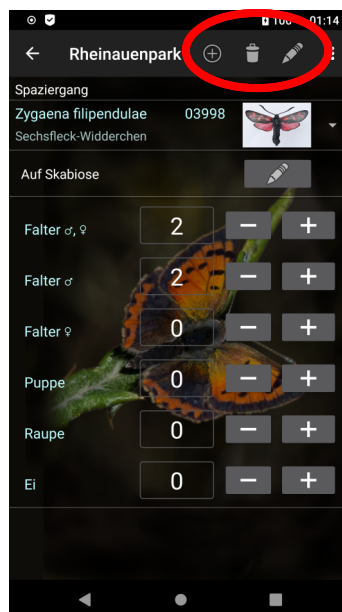 01:14
Rheinauenpark
Spaziergang
Zygaena filipendulae 03998
Sechsfleck-Widderchen
Auf Skabiose
Falter ♂, ♀ 2 − +
Falter ♂ 2 − +
Falter ♀ 0 − +
Puppe 0 − +
Raupe 0 − +
Ei 0 − +